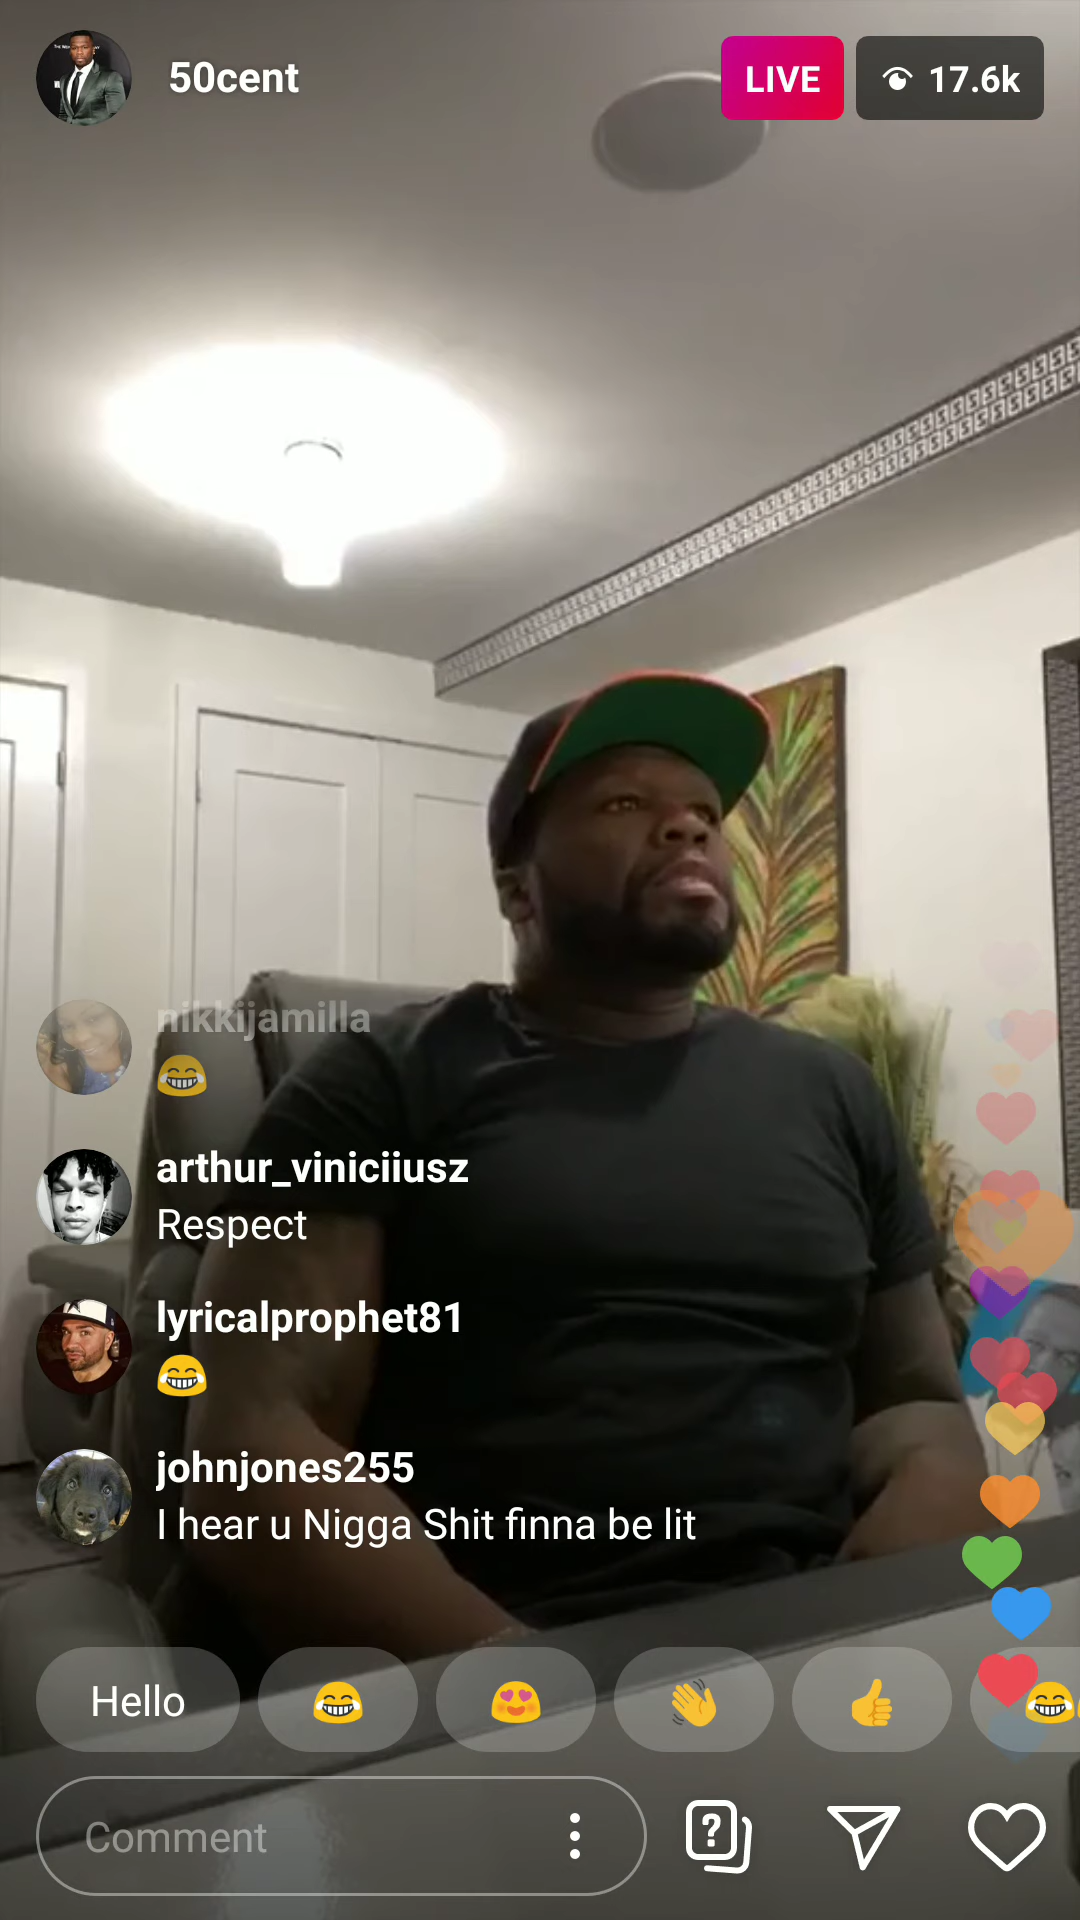 50cent
LIVE
17.6k
nikkijamilla
😂
arthur_viniciiusz
Respect
lyricalprophet81
😂
johnjones255
I hear u Nigga Shit finna be lit
Hello 😂 😍 👋 👍 😂
Comment